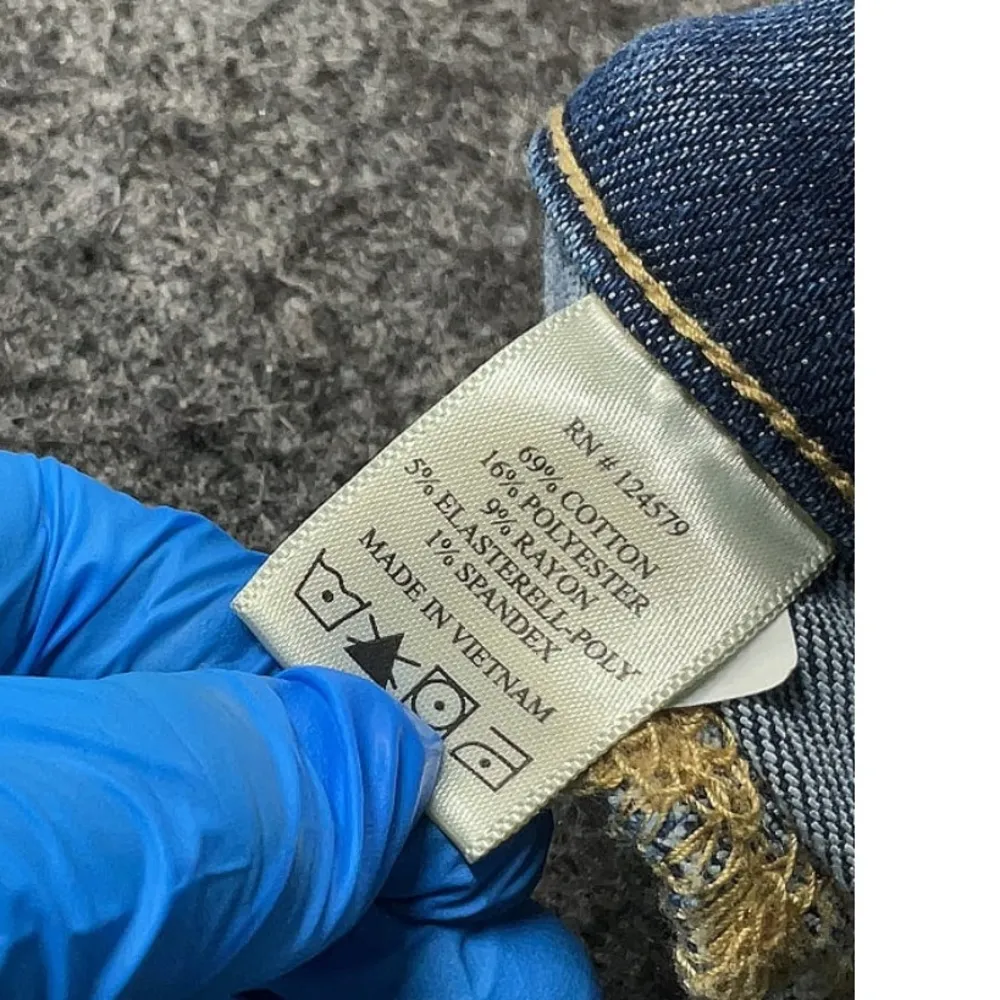 RN # 124579
69% COTTON
16% POLYESTER
9% RAYON
5% ELASTERELL-POLY
1% SPANDEX
MADE IN VIETNAM